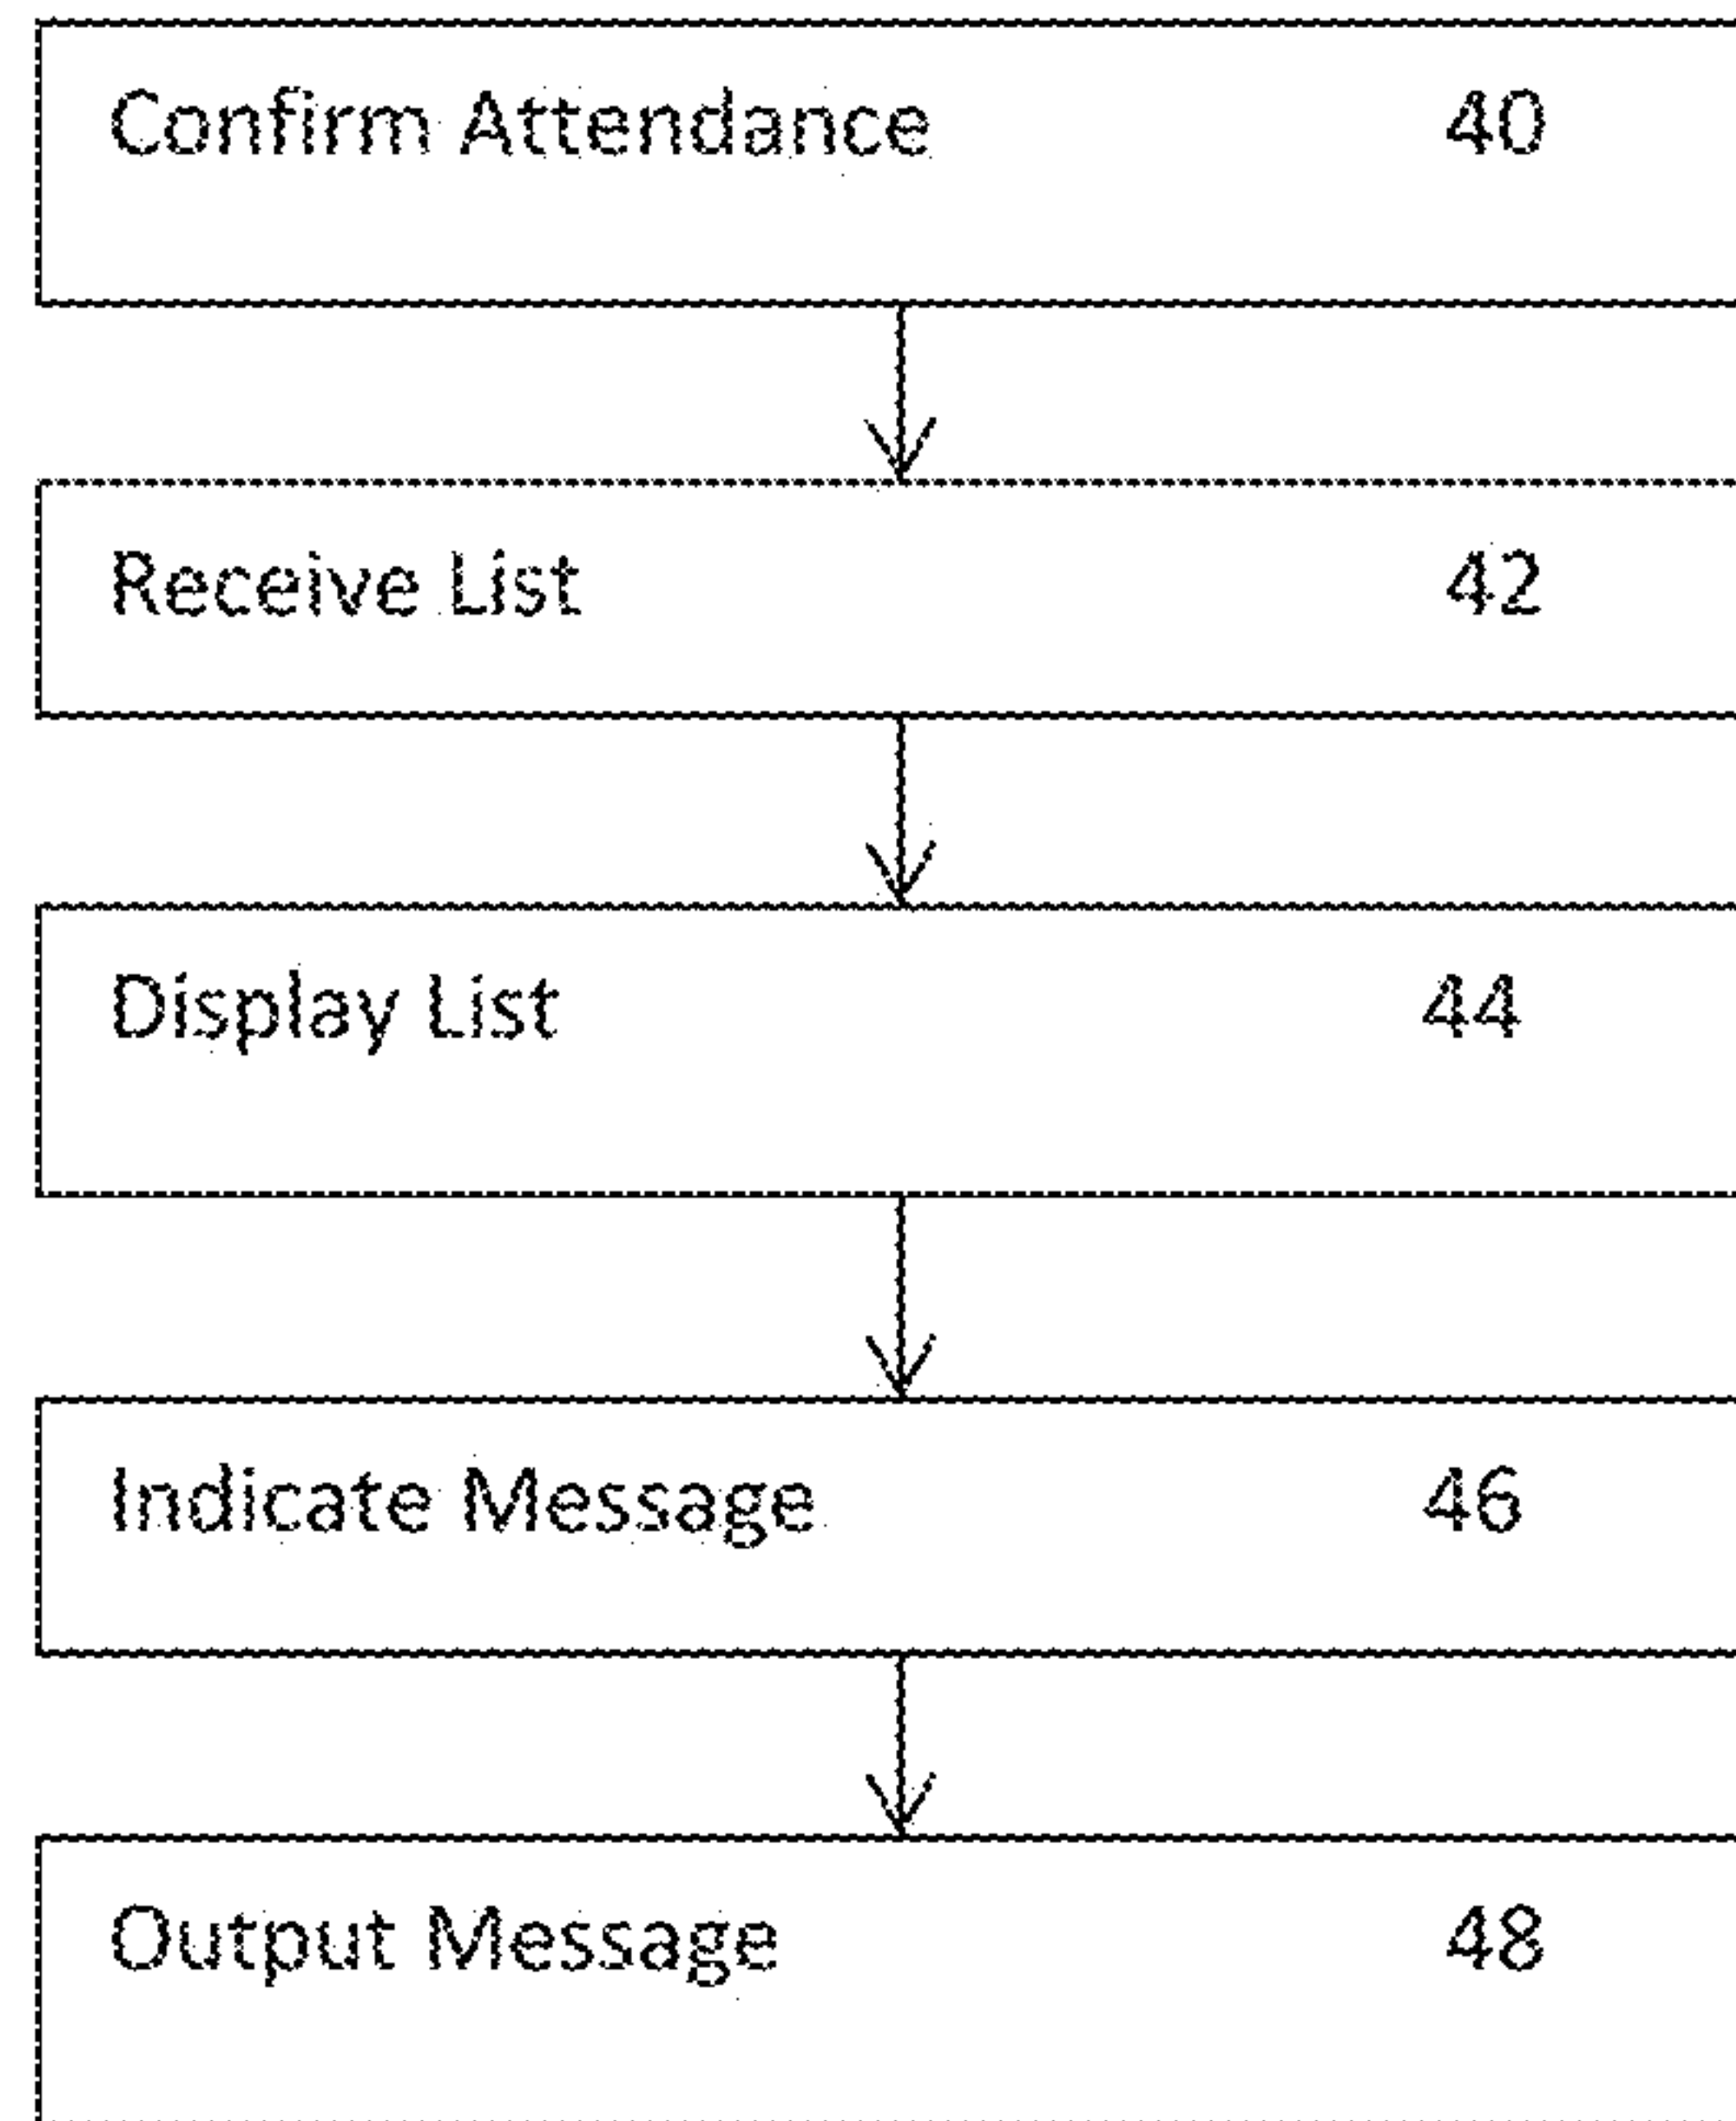 Confirm Attendance 40
Receive List 42
Display List 44
Indicate Message 46
Output Message 48